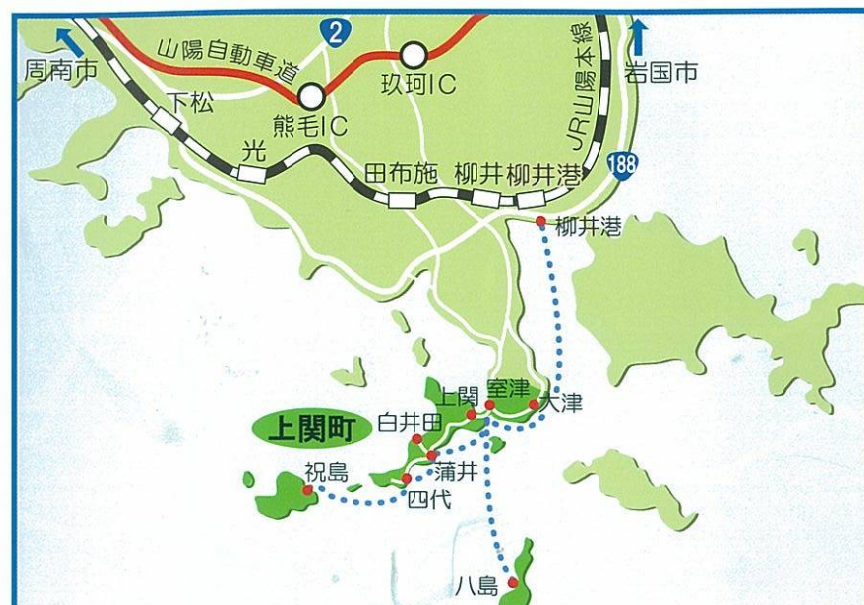 2
山陽自動車道
周南市
玖珂IC
岩国市
下松
熊毛IC
JR山陽本線
光
田布施
柳井
柳井港
188
柳井港
上関
室津
大津
白井田
上関町
祝島
蒲井
四代
八島